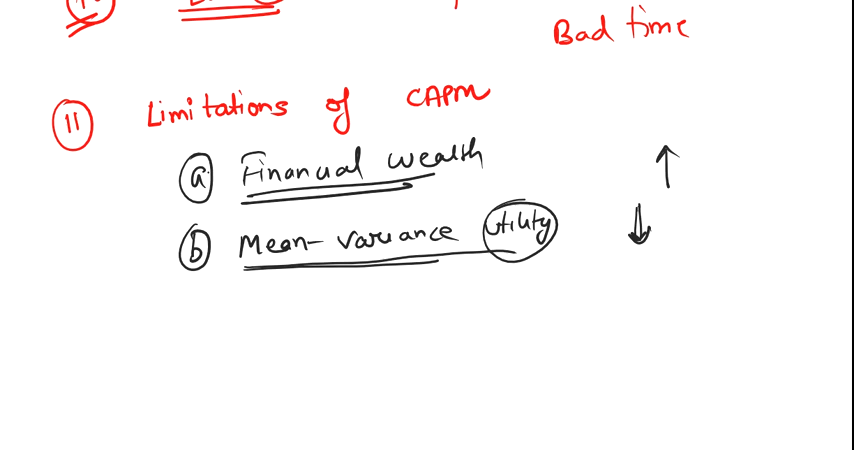 Bad time
11 Limitations of CAPM
a Financial wealth ↑
b Mean-variance utility ↓